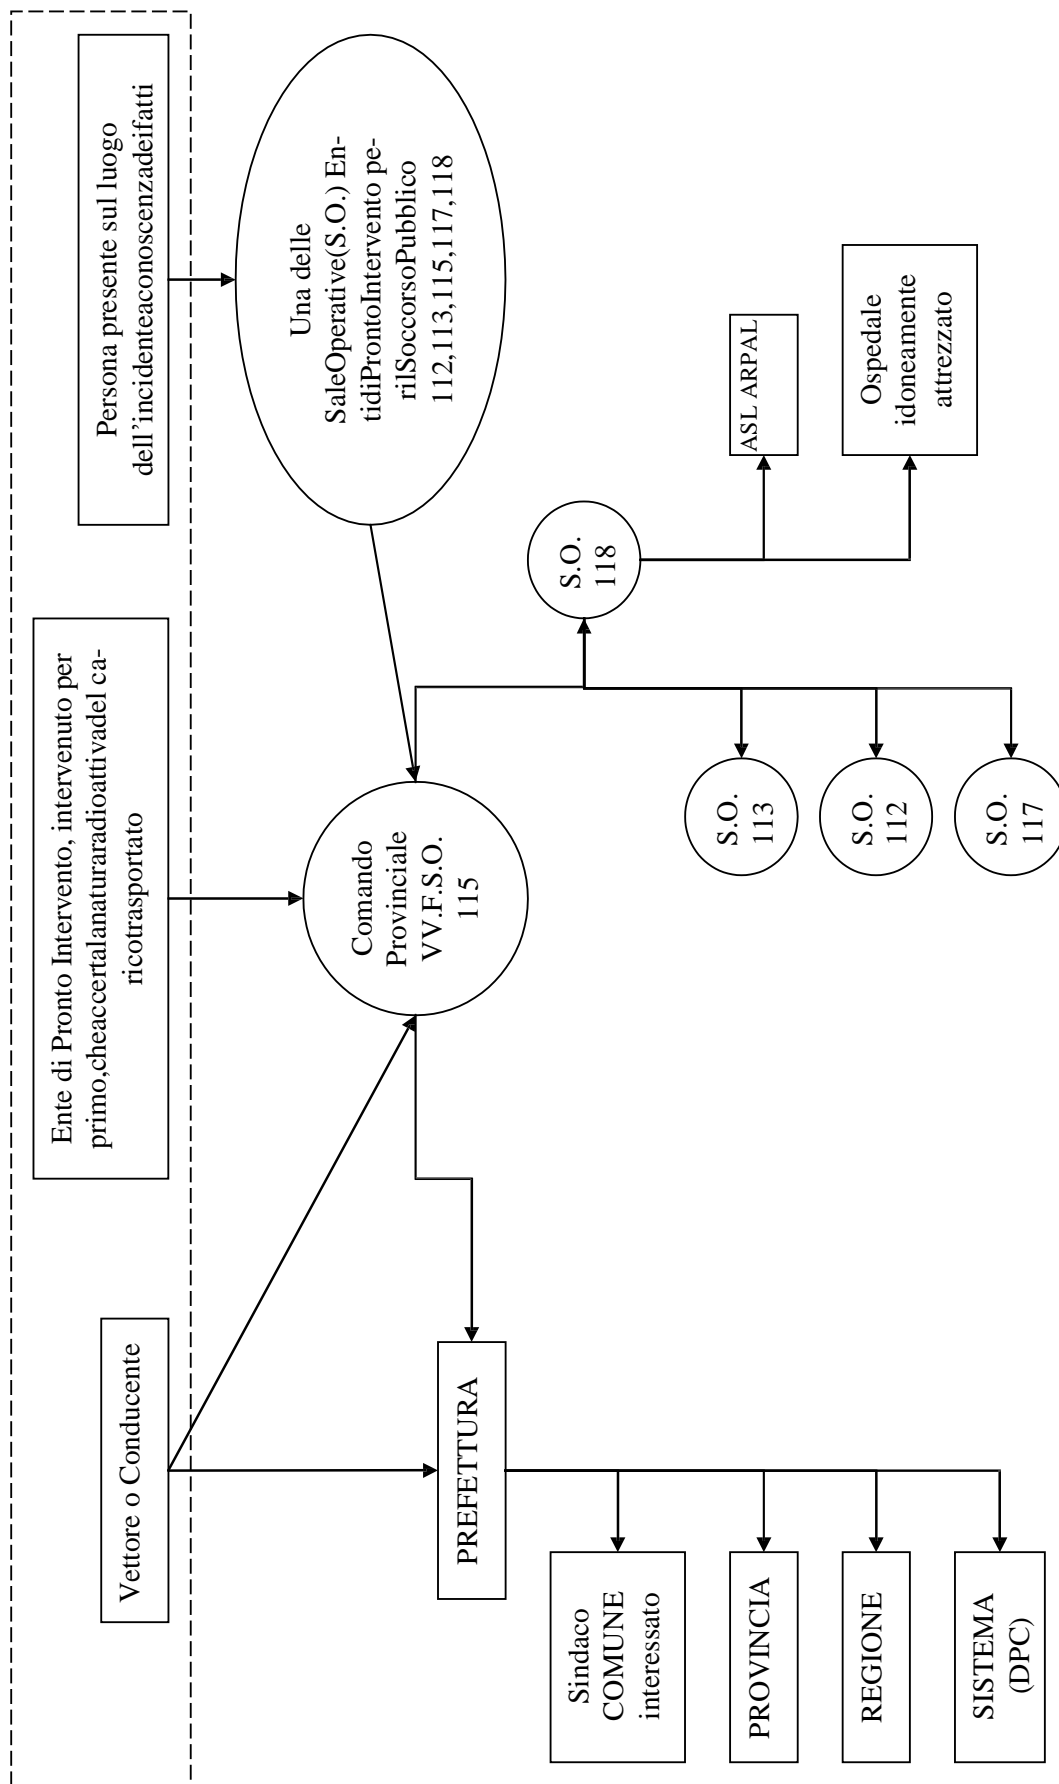 Vettore o Conducente
Ente di Pronto Intervento, intervenuto per
primo,cheaccertalanaturaradioattivadel ca-
ricotrasportato
Persona presente sul luogo
dell'incidenteaconoscenzadeifatti
Una delle
SaleOperative(S.O.) En-
tidiProntoIntervento pe-
rilSoccorsoPubblico
112,113,115,117,118
Comando
Provinciale
VV.F.S.O.
115
PREFETTURA
S.O.
118
Sindaco
COMUNE
interessato
PROVINCIA
REGIONE
SISTEMA
(DPC)
S.O.
113
S.O.
112
S.O.
117
ASL ARPAL
Ospedale
idoneamente
attrezzato